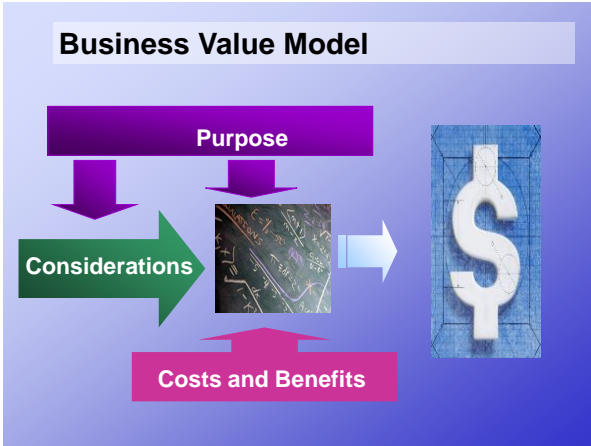 Business Value Model
Purpose
Considerations
Costs and Benefits
$